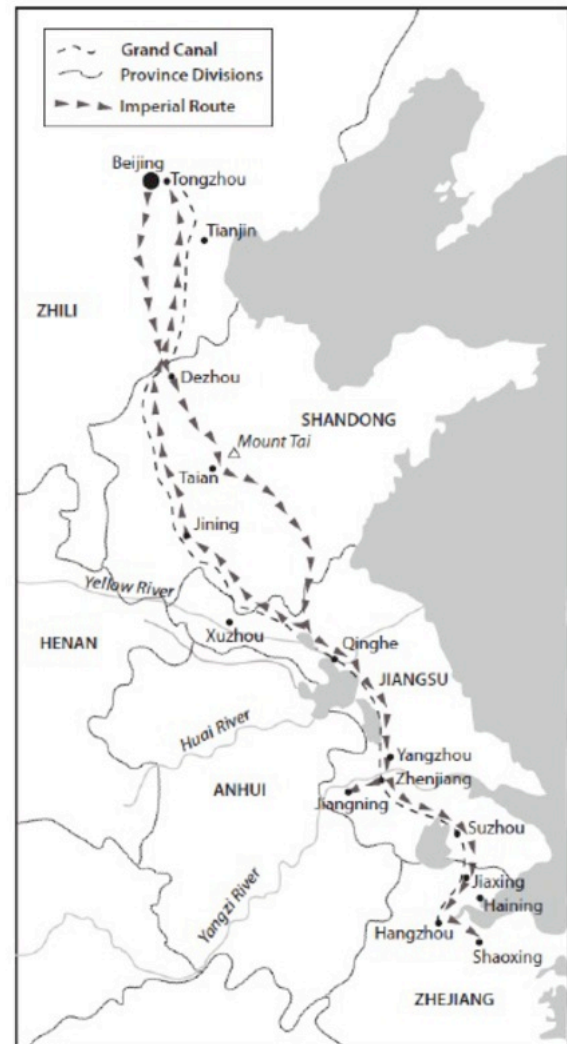 Grand Canal
Province Divisions
Imperial Route
Beijing
Tongzhou
Tianjin
ZHILI
Dezhou
SHANDONG
Mount Tai
Taian
Jining
Yellow River
Xuzhou
HENAN
Qinghe
JIANGSU
Huai River
Yangzhou
ANHUI
Zhenjiang
Jiangning
Suzhou
Yangzi River
Jiaxing
Haining
Hangzhou
Shaoxing
ZHEJIANG